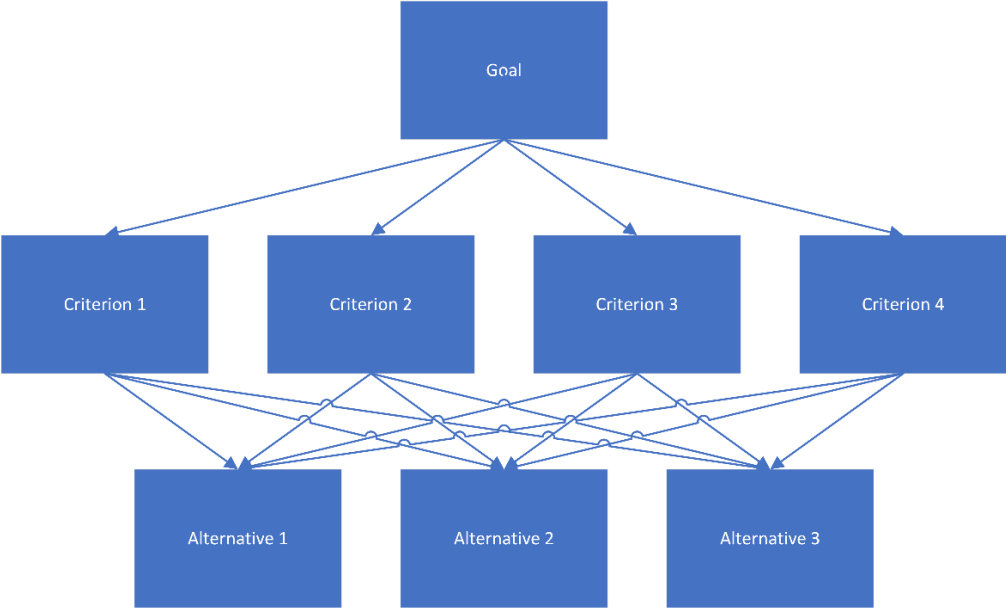 Goal
Criterion 1
Criterion 2
Criterion 3
Criterion 4
Alternative 1
Alternative 2
Alternative 3